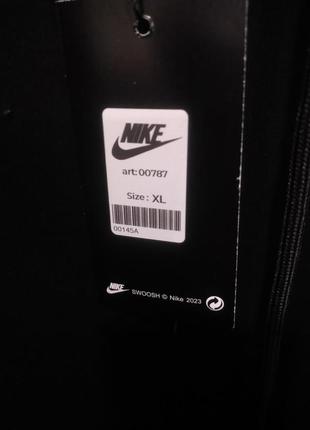 NIKE
art: 00787
Size : XL
00145A
NIKE SWOOSH © Nike 2023